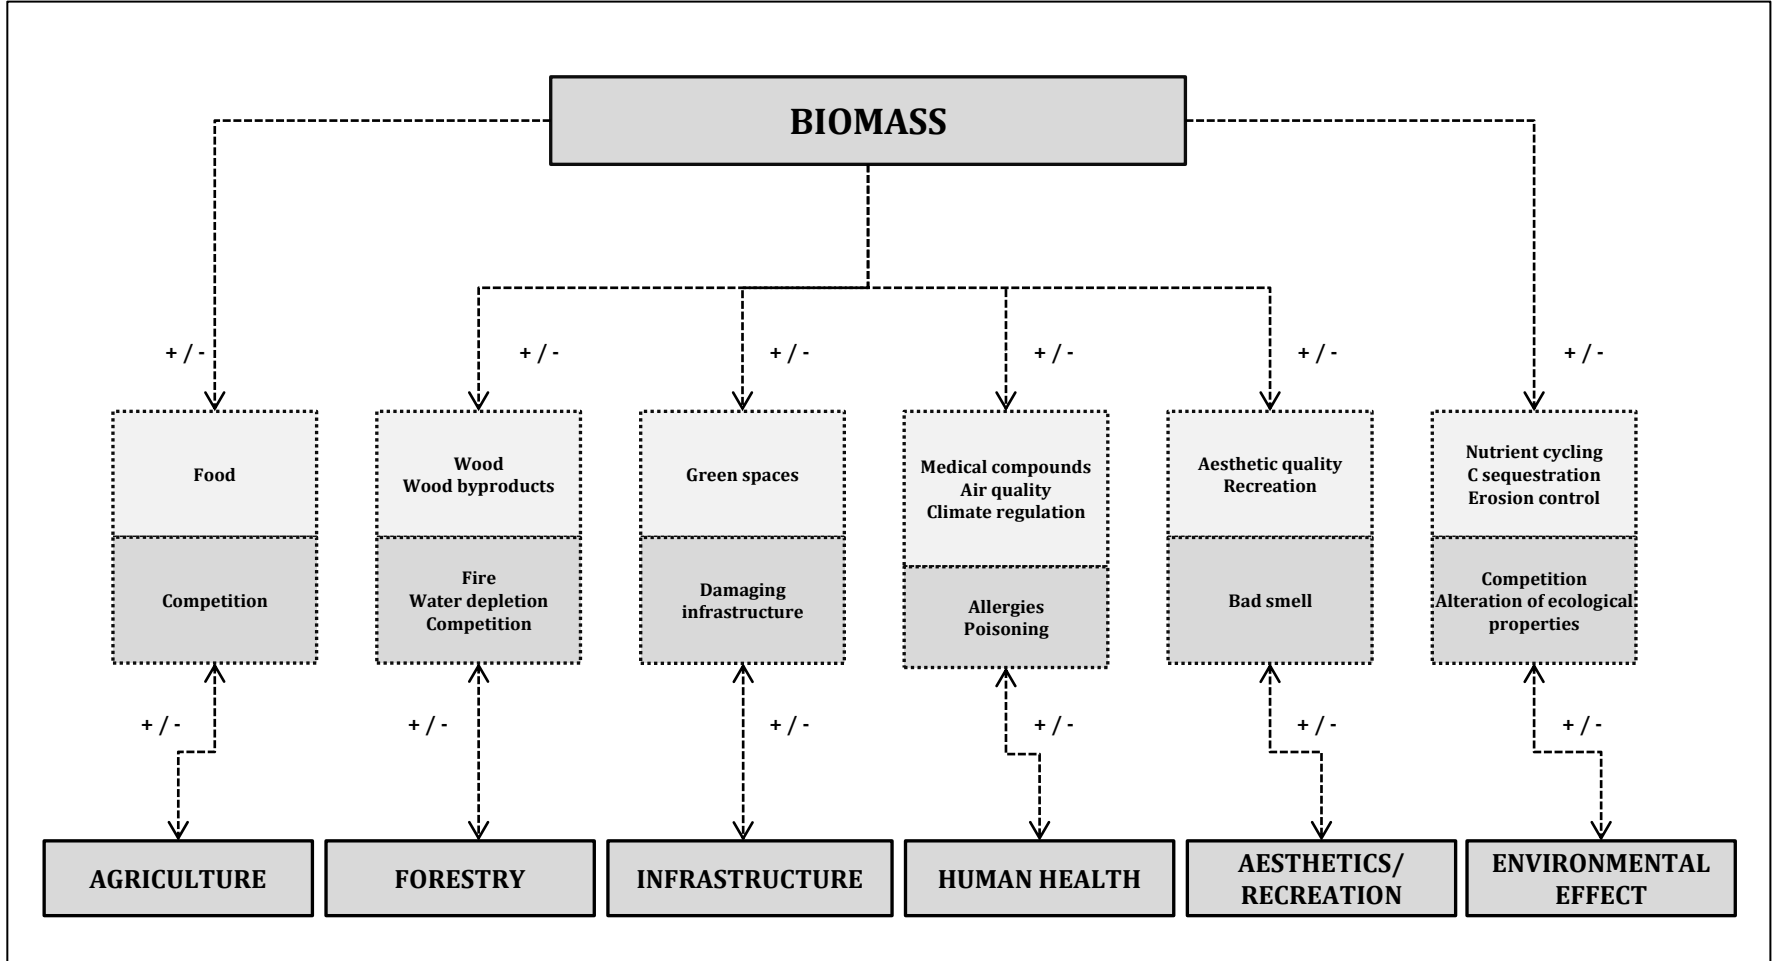 BIOMASS
+ / -
+ / -
+ / -
+ / -
+ / -
+ / -
Food
Competition
Wood
Wood byproducts
Fire
Water depletion
Competition
Green spaces
Damaging
infrastructure
Medical compounds
Air quality
Climate regulation
Allergies
Poisoning
Aesthetic quality
Recreation
Bad smell
Nutrient cycling
C sequestration
Erosion control
Competition
Alteration of ecological
properties
+ / -
+ / -
+ / -
+ / -
+ / -
+ / -
AGRICULTURE
FORESTRY
INFRASTRUCTURE
HUMAN HEALTH
AESTHETICS/
RECREATION
ENVIRONMENTAL
EFFECT